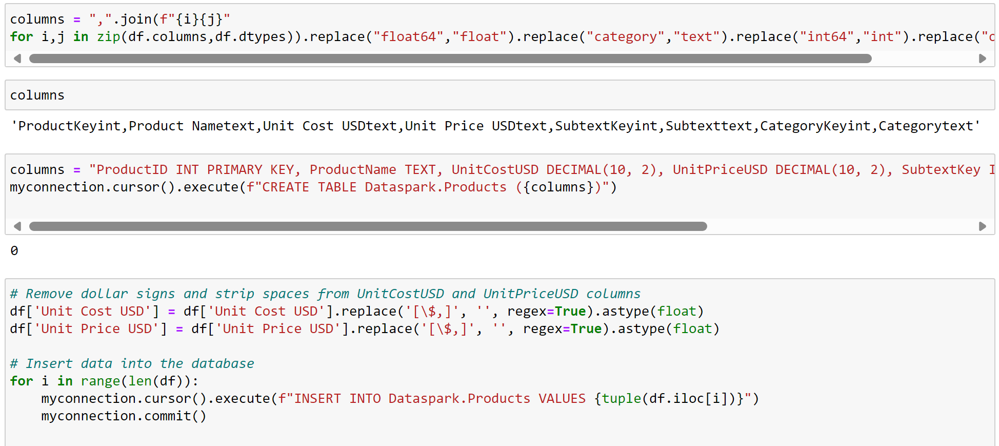 columns = ",".join(f"{i}{j}"
for i,j in zip(df.columns,df.dtypes)).replace("float64","float").replace("category","text").replace("int64","int").replace("
columns
'ProductKeyint,Product Nametext,Unit Cost USDtext,Unit Price USDtext,SubtextKeyint,Subtexttext,CategoryKeyint,Categorytext'
columns = "ProductID INT PRIMARY KEY, ProductName TEXT, UnitCostUSD DECIMAL(10, 2), UnitPriceUSD DECIMAL(10, 2), SubtextKey I
myconnection.cursor().execute(f"CREATE TABLE Dataspark.Products ({columns})")
0
# Remove dollar signs and strip spaces from UnitCostUSD and UnitPriceUSD columns
df['Unit Cost USD'] = df['Unit Cost USD'].replace('[\$,]', '', regex=True).astype(float)
df['Unit Price USD'] = df['Unit Price USD'].replace('[\$,]', '', regex=True).astype(float)
# Insert data into the database
for i in range(len(df)):
    myconnection.cursor().execute(f"INSERT INTO Dataspark.Products VALUES {tuple(df.iloc[i])}")
    myconnection.commit()